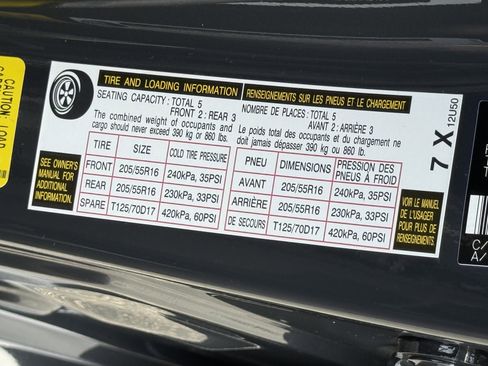 CAUTION: LOAD
TIRE AND LOADING INFORMATION
SEATING CAPACITY: TOTAL 5
FRONT 2: REAR 3
The combined weight of occupants and
cargo should never exceed 390 kg or 860 lbs.
RENSEIGNEMENTS SUR LES PNEUS ET LE CHARGEMENT
NOMBRE DE PLACES: TOTAL 5
AVANT 2: ARRIÈRE 3
Le poids total des occupants et du chargement ne
doit jamais dépasser 390 kg ou 860 lb.
SEE OWNER'S
MANUAL FOR
ADDITIONAL
INFORMATION
TIRE SIZE COLD TIRE PRESSURE
FRONT 205/55R16 240kPa, 35PSI
REAR 205/55R16 230kPa, 33PSI
SPARE T125/70D17 420kPa, 60PSI
PNEU DIMENSIONS PRESSION DES
PNEUS À FROID
AVANT 205/55R16 240kPa, 35PSI
ARRIÈRE 205/55R16 230kPa, 33PSI
DE SECOURS T125/70D17 420kPa, 60PSI
VOIR LE MANUEL
DE L'USAGER
POUR PLUS DE
RENSEIGNEMENTS
7 X 12U50
C/
A/